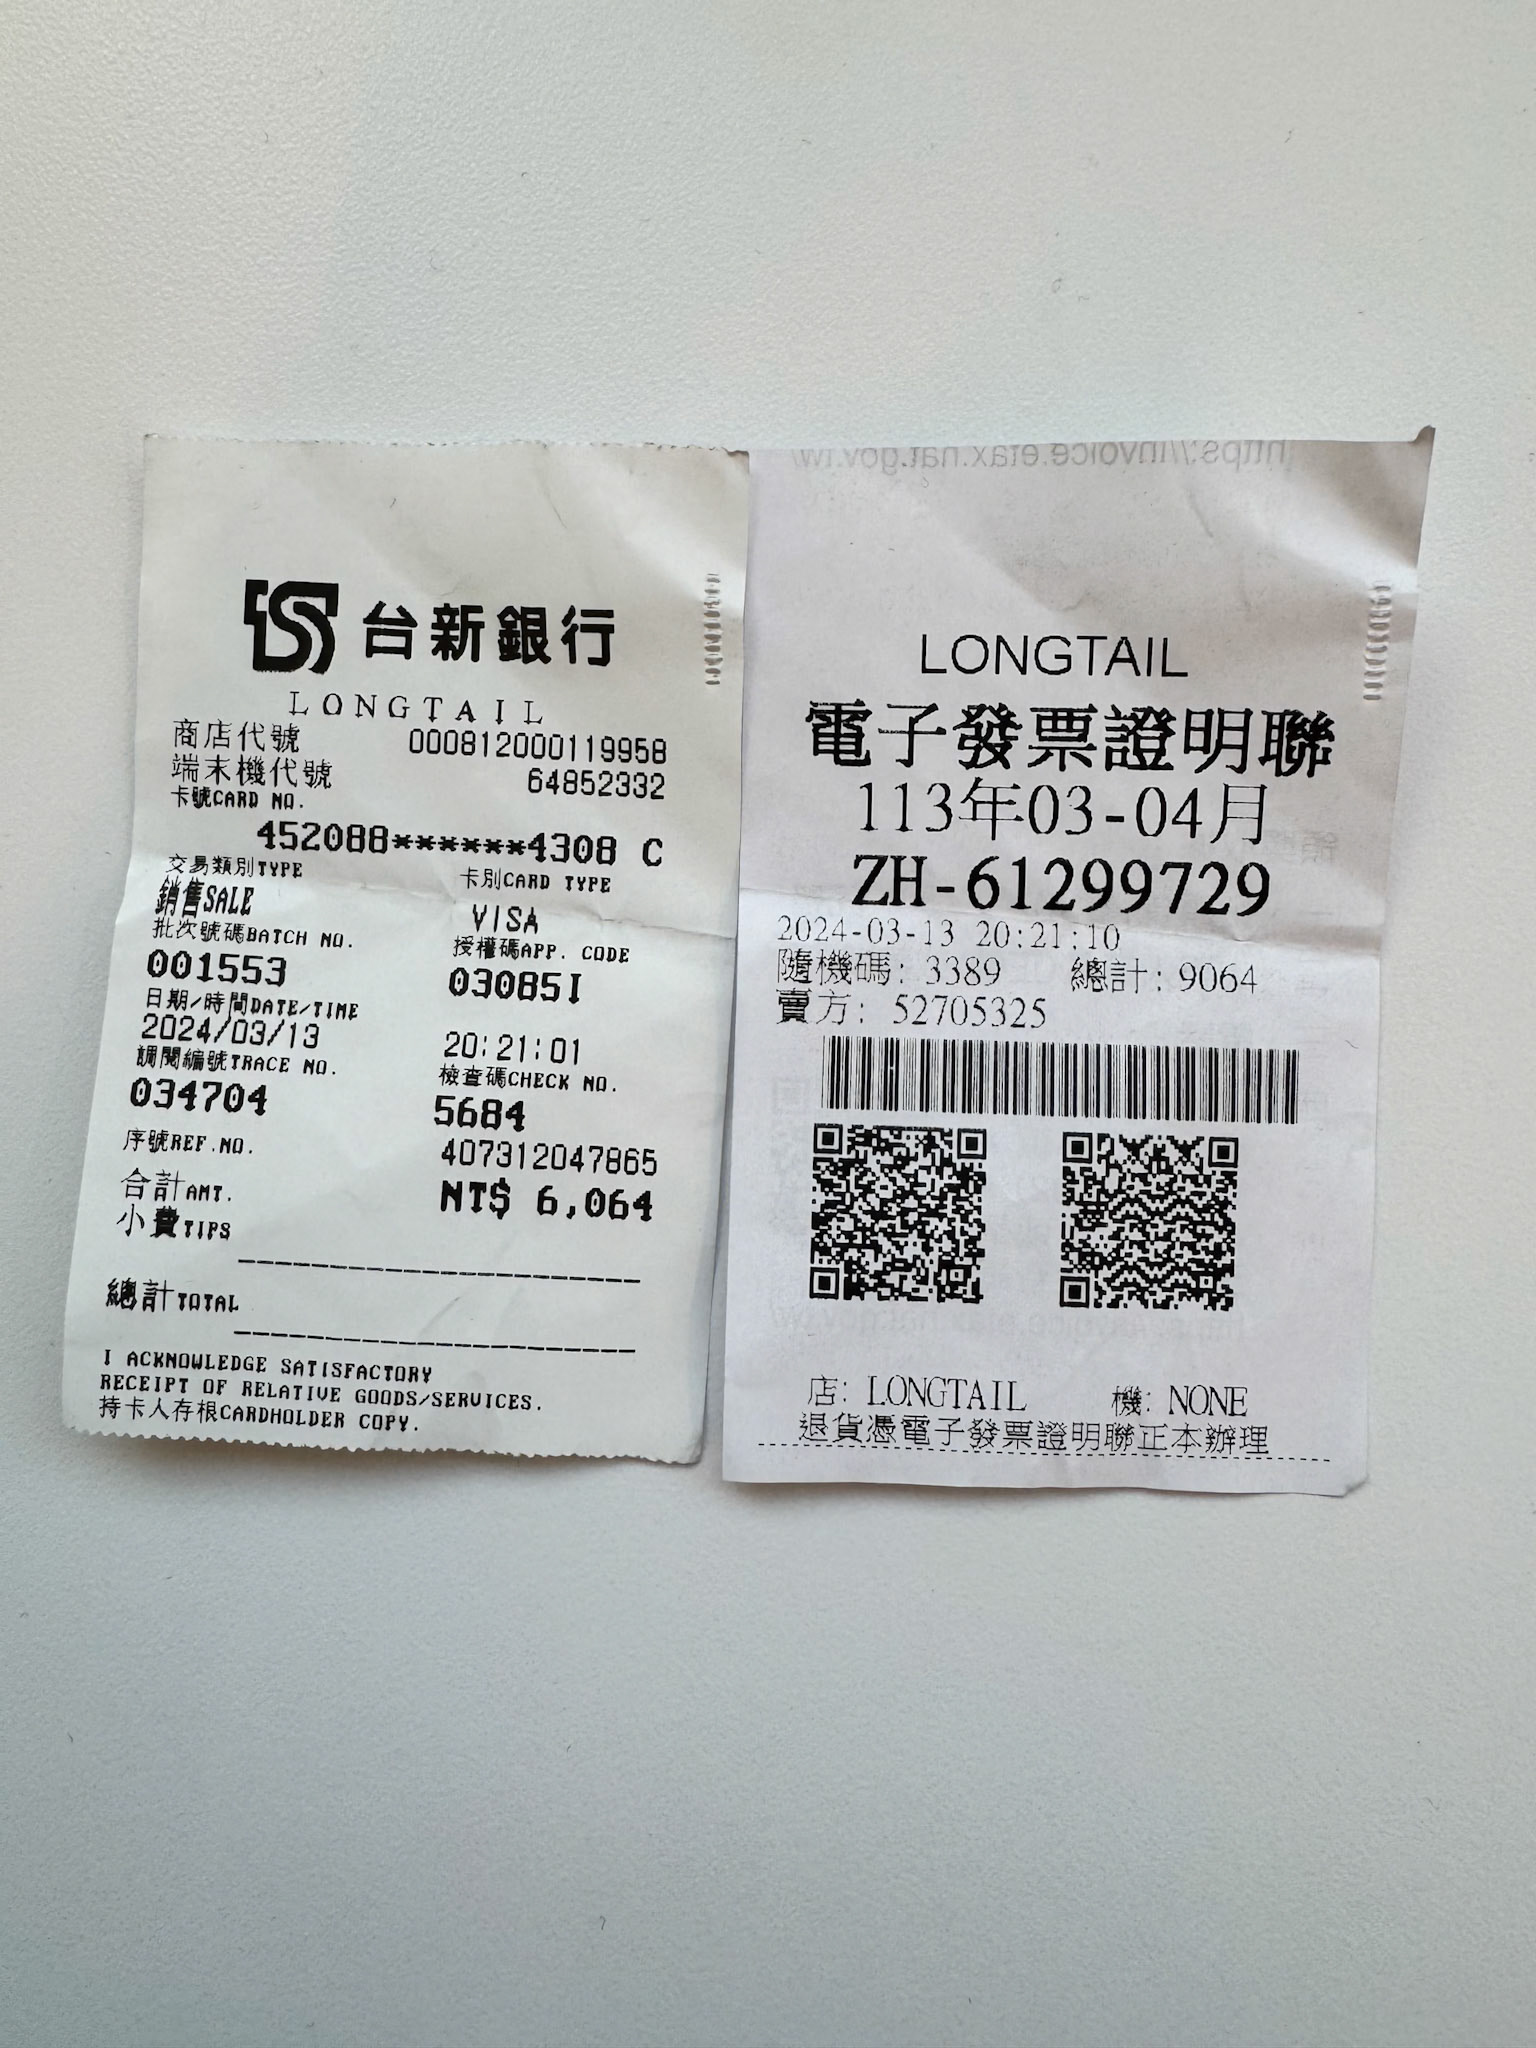 台新銀行
LONGTAIL
商店代號 000812000119958
端末機代號 64852332
卡號CARD NO.
452088******4308 C
交易類別TYPE 卡別CARD TYPE
銷售SALE VISA
批次號碼BATCH NO. 授權碼APP. CODE
001553 03085I
日期/時間DATE/TIME
2024/03/13 20:21:01
調閱編號TRACE NO. 檢查碼CHECK NO.
034704 5684
序號REF.NO. 407312047865
合計AMT. NT$ 6,064
小費TIPS
總計TOTAL
I ACKNOWLEDGE SATISFACTORY
RECEIPT OF RELATIVE GOODS/SERVICES.
持卡人存根CARDHOLDER COPY.
https://invoice.etax.nat.gov.tw/
LONGTAIL
電子發票證明聯
113年03-04月
ZH-61299729
2024-03-13 20:21:10
隨機碼: 3389 總計: 9064
賣方: 52705325
店: LONGTAIL 機: NONE
退貨憑電子發票證明聯正本辦理